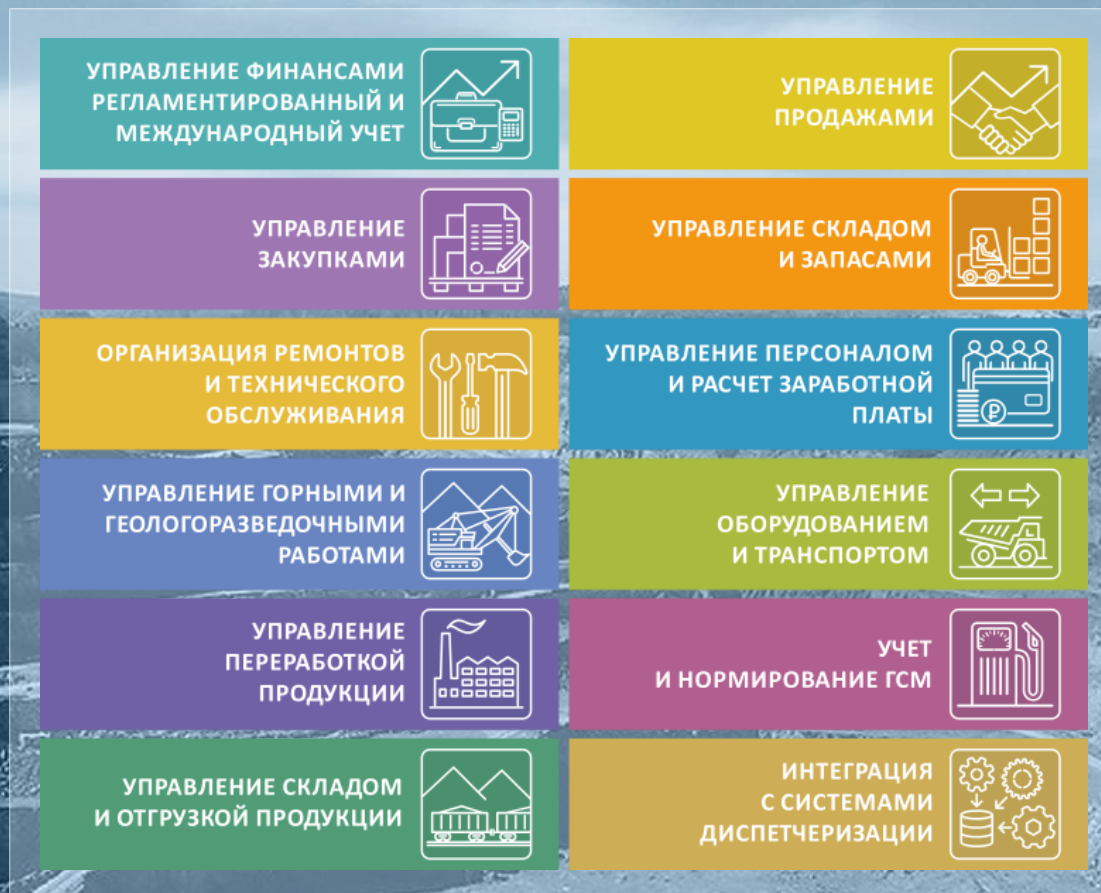 УПРАВЛЕНИЕ ФИНАНСАМИ
РЕГЛАМЕНТИРОВАННЫЙ И
МЕЖДУНАРОДНЫЙ УЧЕТ
УПРАВЛЕНИЕ
ПРОДАЖАМИ
УПРАВЛЕНИЕ
ЗАКУПКАМИ
УПРАВЛЕНИЕ СКЛАДОМ
И ЗАПАСАМИ
ОРГАНИЗАЦИЯ РЕМОНТОВ
И ТЕХНИЧЕСКОГО
ОБСЛУЖИВАНИЯ
УПРАВЛЕНИЕ ПЕРСОНАЛОМ
И РАСЧЕТ ЗАРАБОТНОЙ
ПЛАТЫ
УПРАВЛЕНИЕ ГОРНЫМИ И
ГЕОЛОГОРАЗВЕДОЧНЫМИ
РАБОТАМИ
УПРАВЛЕНИЕ
ОБОРУДОВАНИЕМ
И ТРАНСПОРТОМ
УПРАВЛЕНИЕ
ПЕРЕРАБОТКОЙ
ПРОДУКЦИИ
УЧЕТ
И НОРМИРОВАНИЕ ГСМ
УПРАВЛЕНИЕ СКЛАДОМ
И ОТГРУЗКОЙ ПРОДУКЦИИ
ИНТЕГРАЦИЯ
С СИСТЕМАМИ
ДИСПЕТЧЕРИЗАЦИИ